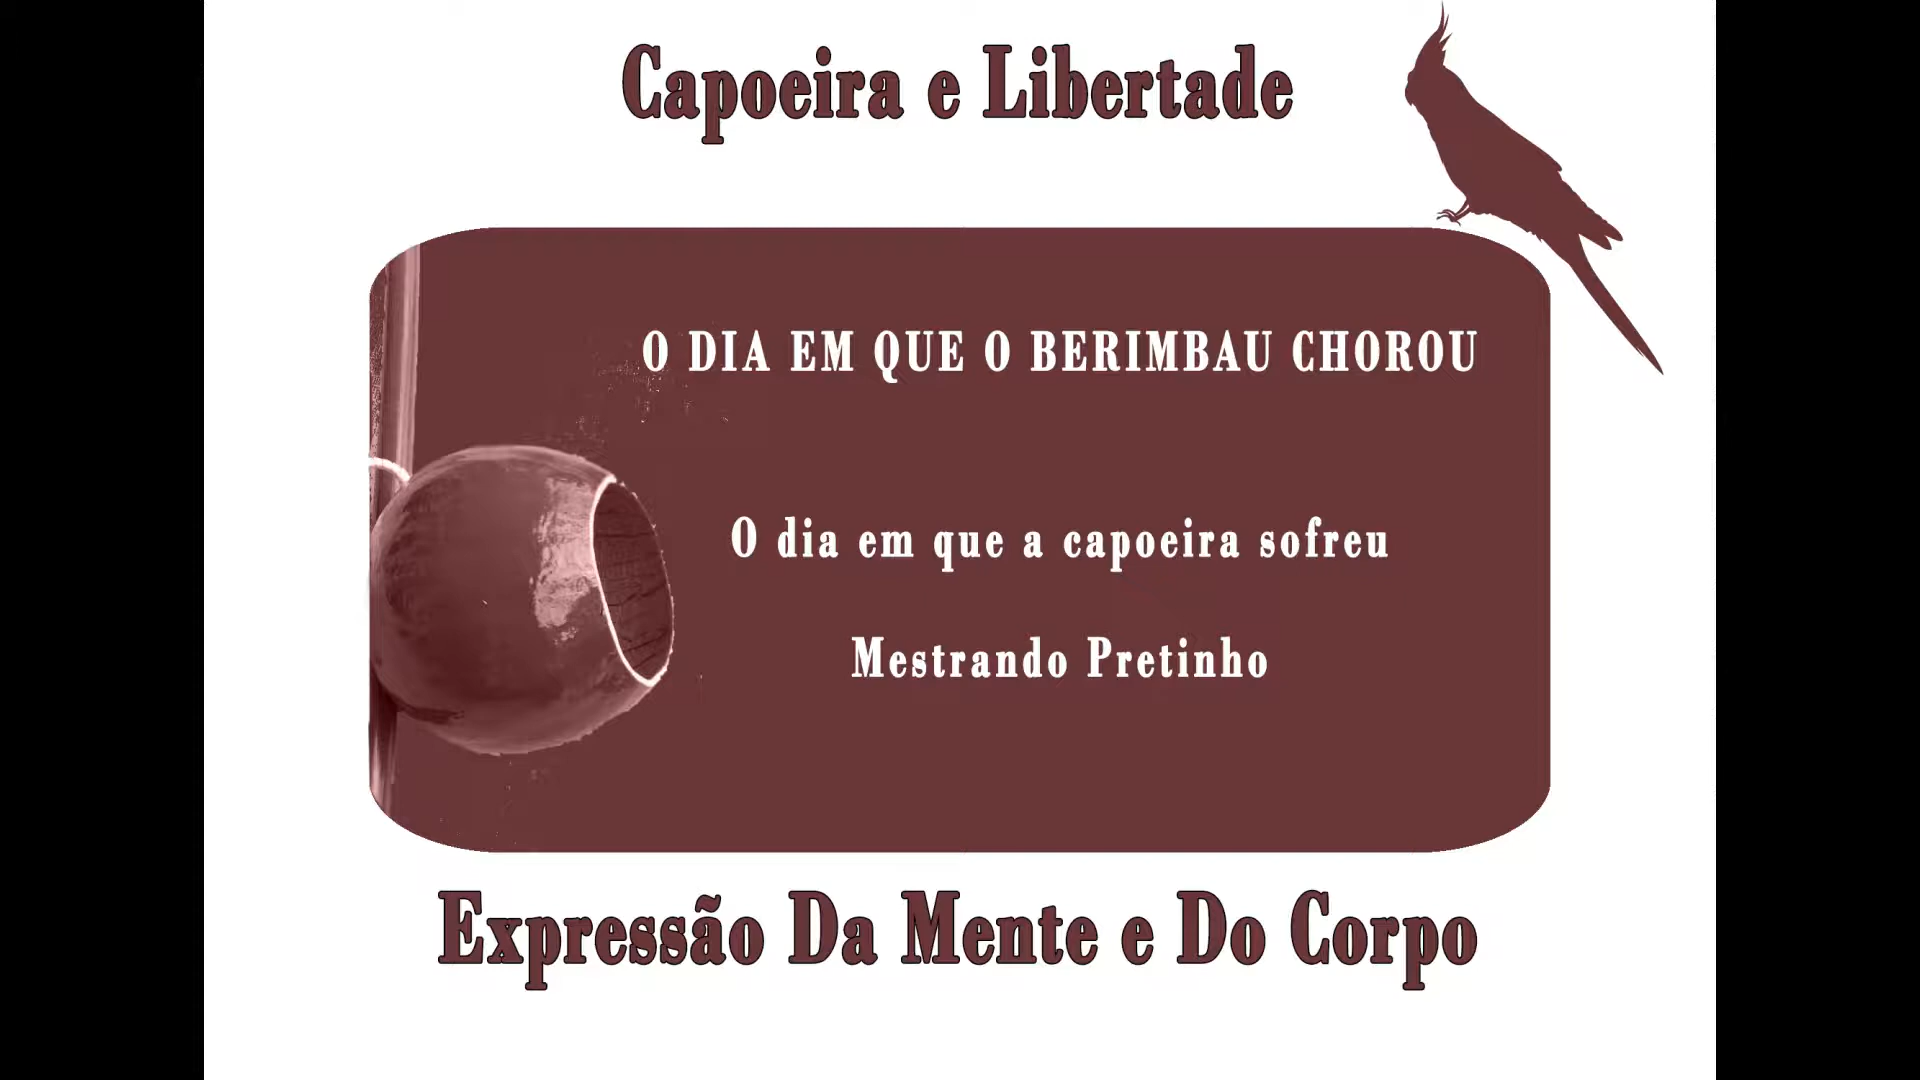 Capoeira e Libertade
O DIA EM QUE O BERIMBAU CHOROU
O dia em que a capoeira sofreu
Mestrando Pretinho
Expressão Da Mente e Do Corpo